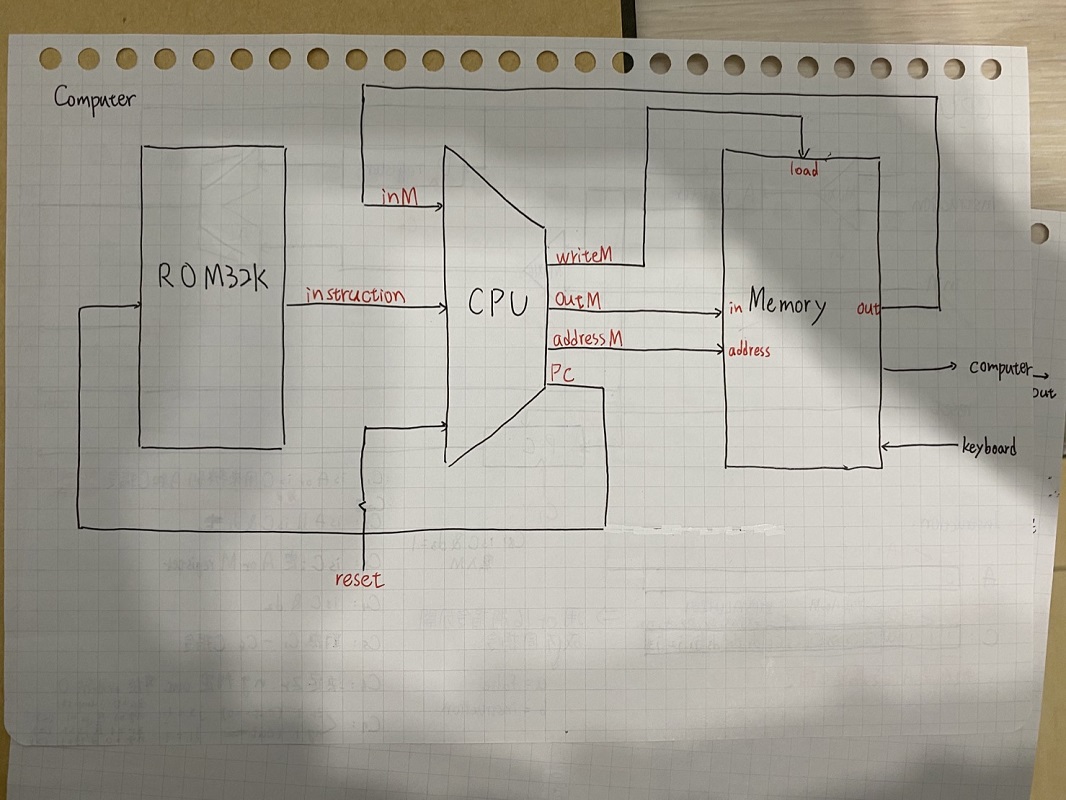 Computer
inM
load
writeM
ROM32K
instruction
CPU
outM
in
Memory
out
addressM
address
PC
computer
out
keyboard
reset